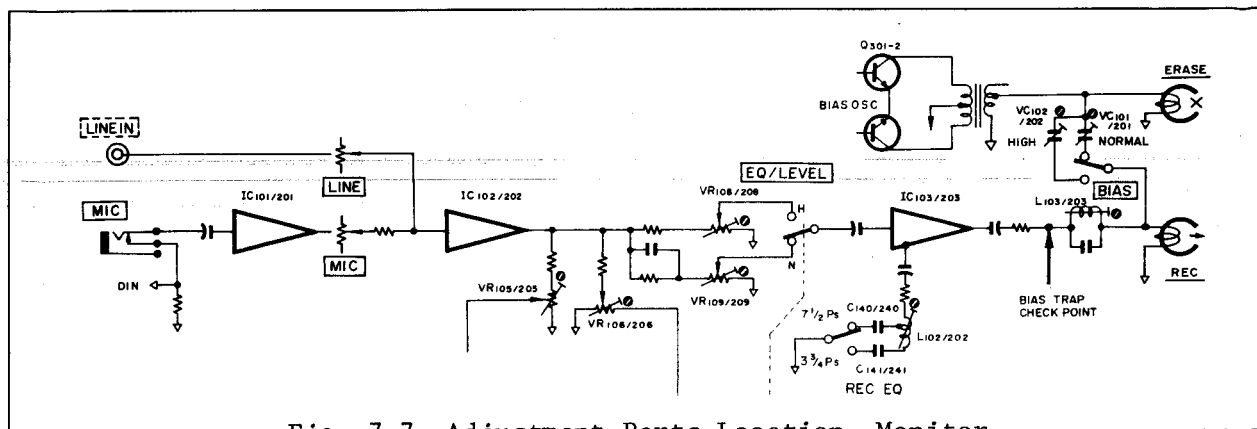 Q301-2
ERASE
BIAS OSC
VC102
/202
VC101
/201
HIGH
NORMAL
LINE IN
EQ/LEVEL
BIAS
LINE
IC101/201
IC102/202
VR108/208
H
IC103/203
L103/203
MIC
MIC
N
REC
DIN
VR105/205
VR106/206
VR109/209
7 1/2 Ps
C140/240
L102/202
BIAS TRAP
CHECK POINT
3 3/4 Ps
C141/241
REC EQ
Fig. 7-7 Adjustment Parts Location, Monitor